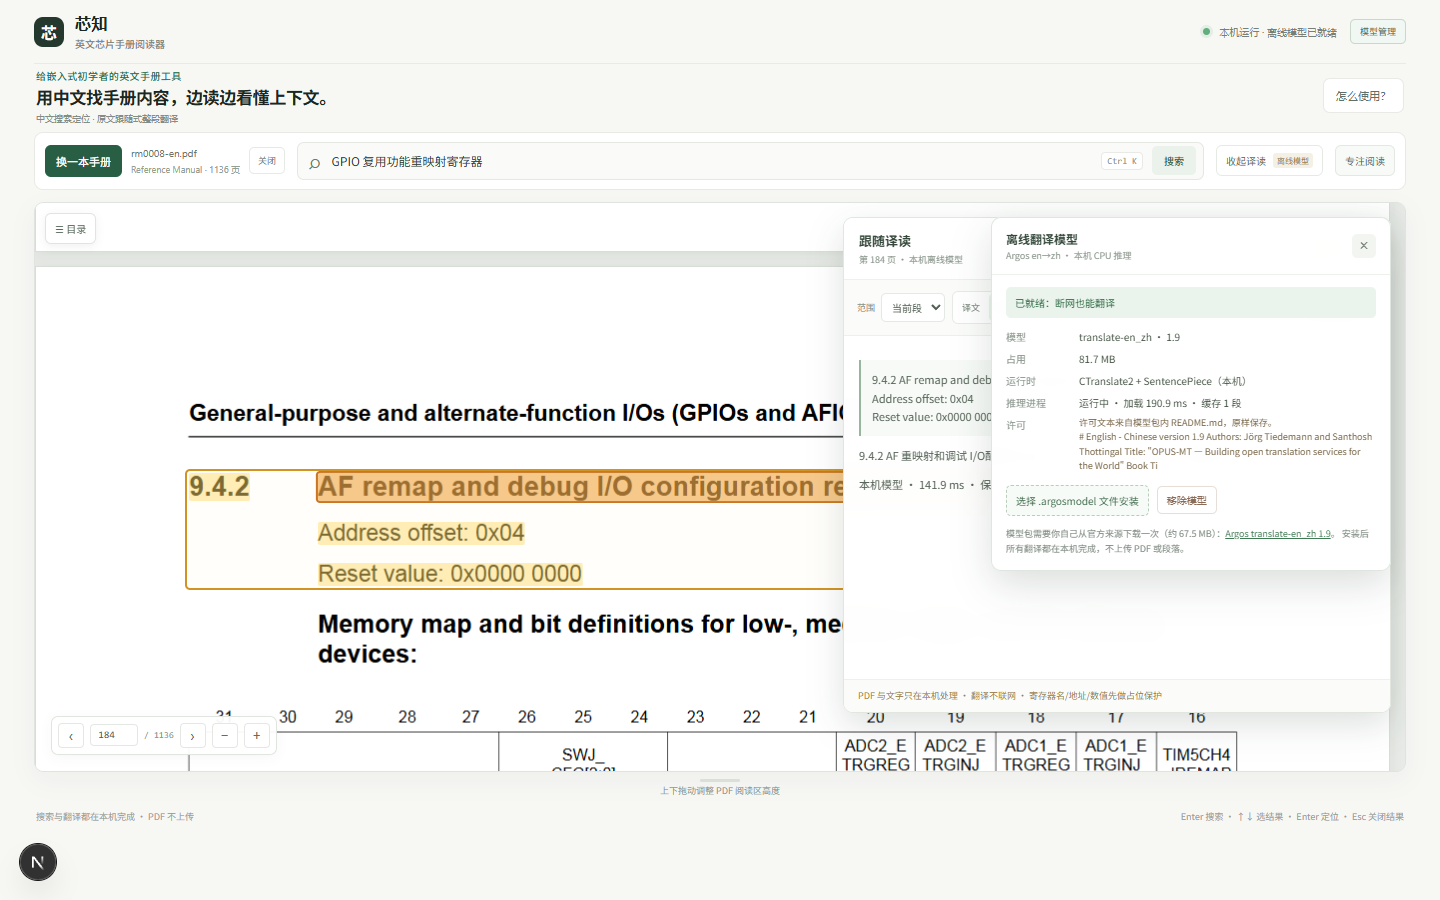 芯
芯知
英文芯片手册阅读器
本机运行 · 离线模型已就绪
模型管理
给嵌入式初学者的英文手册工具
用中文找手册内容，边读边看懂上下文。
中文搜索定位 · 原文跟随式整段翻译
怎么使用?
换一本手册
rm0008-en.pdf
Reference Manual · 1136 页
关闭
GPIO 复用功能重映射寄存器
Ctrl K
搜索
收起译读 离线模型
专注阅读
☰ 目录
General-purpose and alternate-function I/Os (GPIOs and AFIO
9.4.2 AF remap and debug I/O configuration re
Address offset: 0x04
Reset value: 0x0000 0000
Memory map and bit definitions for low-, me
devices:
31 30 29 28 27 26 25 24 23 22 21 20 19 18 17 16
SWJ_
ADC2_E ADC2_E ADC1_E ADC1_E TIM5CH4
TRGREG TRGINJ TRGREG TRGINJ
‹ 184 / 1136 › − +
跟随译读
第 184 页 · 本机离线模型
范围 当前段 译文
9.4.2 AF remap and deb
Address offset: 0x04
Reset value: 0x0000 000
9.4.2 AF 重映射和调试 I/O配
本机模型 · 141.9 ms · 保
PDF 与文字只在本机处理 · 翻译不联网 · 寄存器名/地址/数值先做占位保护
离线翻译模型
Argos en→zh · 本机 CPU 推理
✕
已就绪：断网也能翻译
模型 translate-en_zh · 1.9
占用 81.7 MB
运行时 CTranslate2 + SentencePiece（本机）
推理进程 运行中 · 加载 190.9 ms · 缓存 1 段
许可 许可文本来自模型包内 README.md，原样保存。
# English - Chinese version 1.9 Authors: Jörg Tiedemann and Santhosh
Thottingal Title: "OPUS-MT — Building open translation services for
the World" Book Ti
选择 .argosmodel 文件安装
移除模型
模型包需要你自己从官方来源下载一次（约 67.5 MB）：Argos translate-en_zh 1.9。 安装后
所有翻译都在本机完成，不上传 PDF 或段落。
上下拖动调整 PDF 阅读区高度
搜索与翻译都在本机完成 · PDF 不上传
Enter 搜索 · ↑↓ 选结果 · Enter 定位 · Esc 关闭结果
N